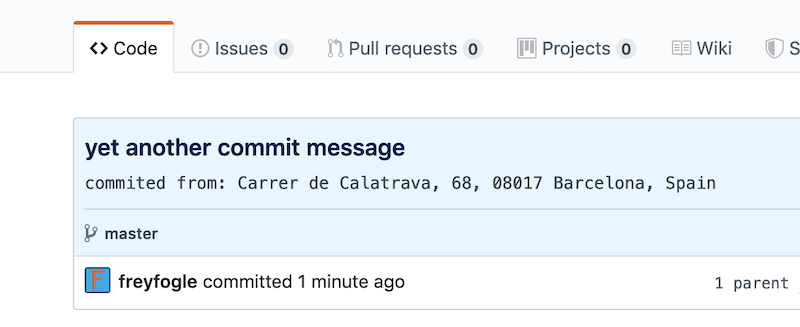 Code Issues 0 Pull requests 0 Projects 0 Wiki S
yet another commit message
commited from: Carrer de Calatrava, 68, 08017 Barcelona, Spain
master
F freyfogle committed 1 minute ago 1 parent